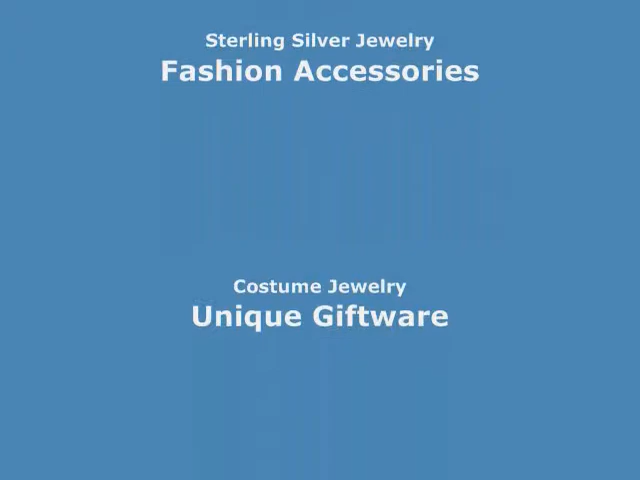 Sterling Silver Jewelry
Fashion Accessories
Costume Jewelry
Unique Giftware